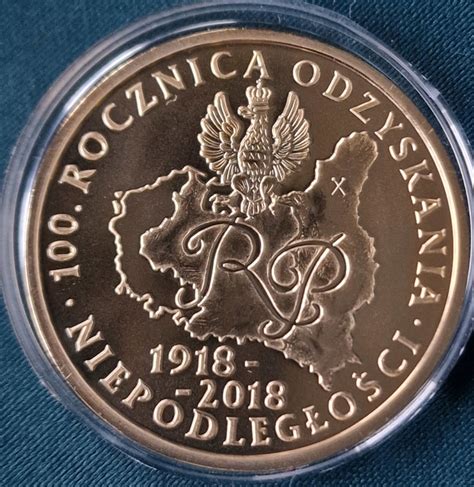 · 100. ROCZNICA ODZYSKANIA ·
NIEPODLEGŁOŚCI
X
RP
1918 -
- 2018